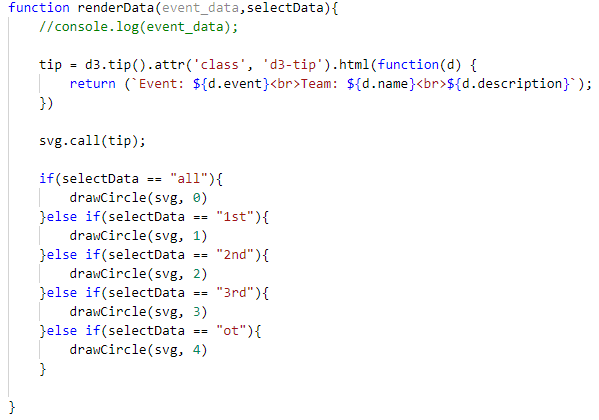 function renderData(event_data,selectData){
    //console.log(event_data);
    tip = d3.tip().attr('class', 'd3-tip').html(function(d) {
        return (`Event: ${d.event}<br>Team: ${d.name}<br>${d.description}`);
    })
    svg.call(tip);
    if(selectData == "all"){
        drawCircle(svg, 0)
    }else if(selectData == "1st"){
        drawCircle(svg, 1)
    }else if(selectData == "2nd"){
        drawCircle(svg, 2)
    }else if(selectData == "3rd"){
        drawCircle(svg, 3)
    }else if(selectData == "ot"){
        drawCircle(svg, 4)
    }
}